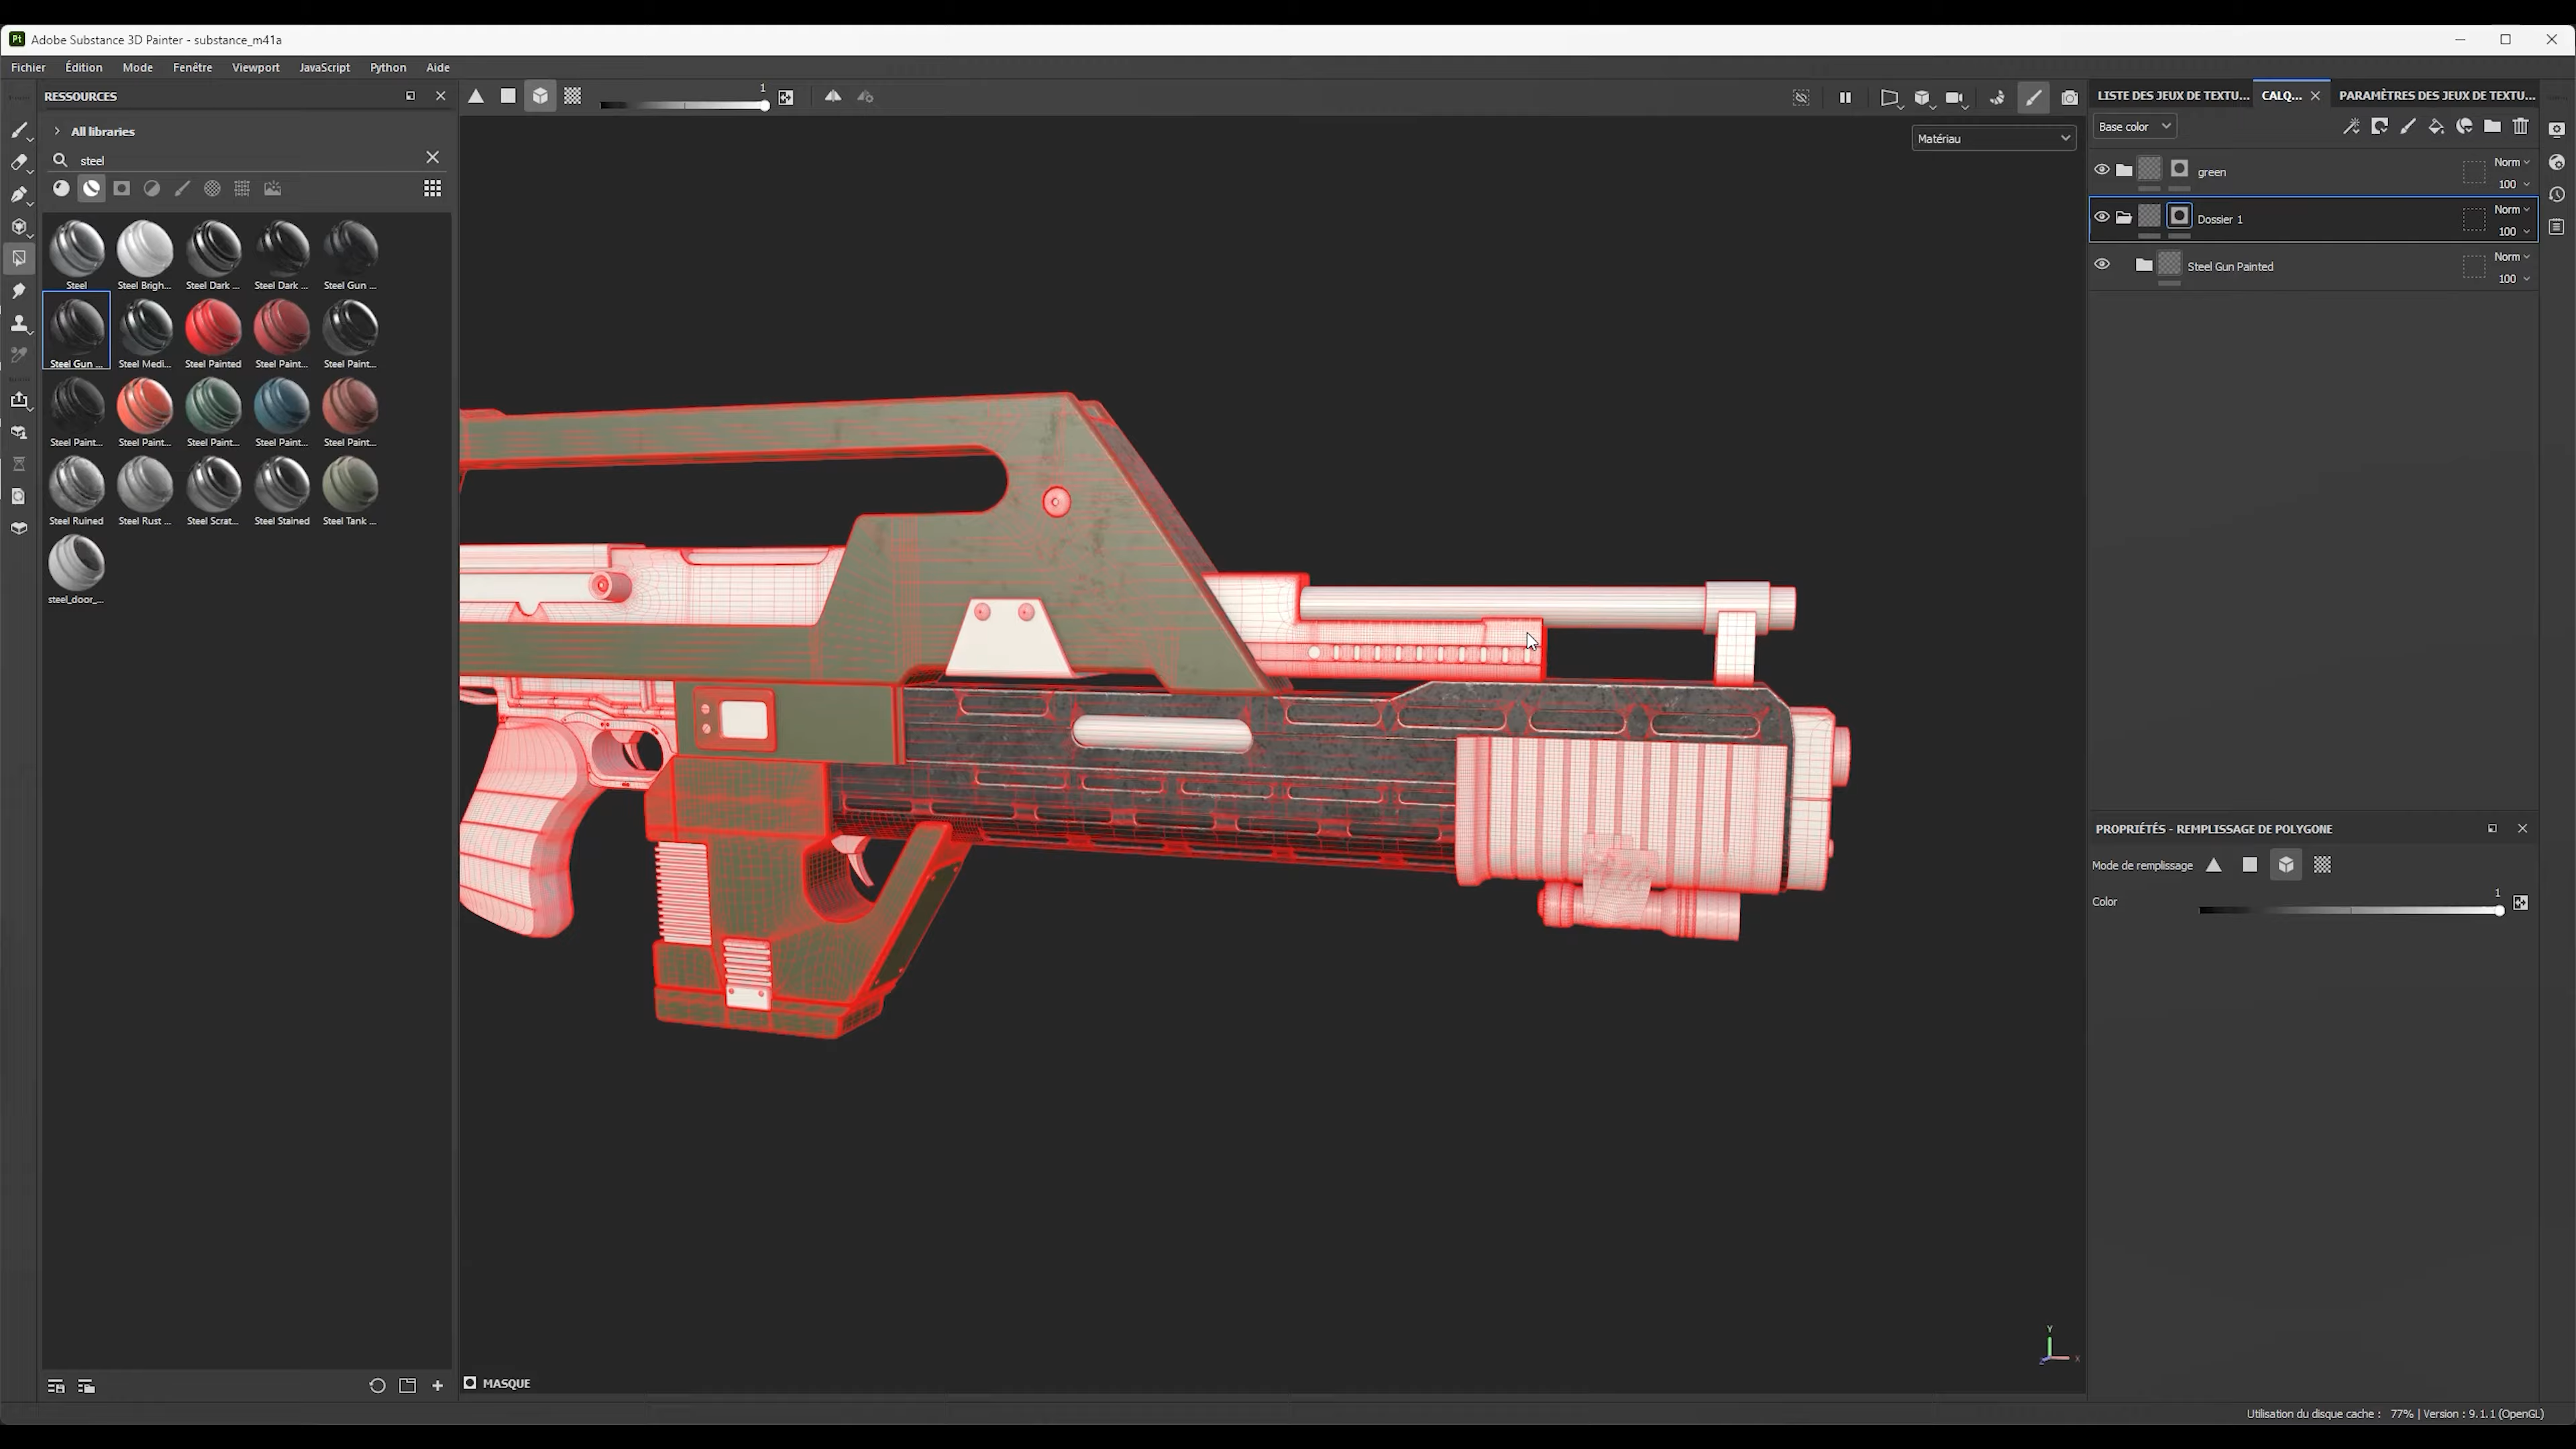 Pt Adobe Substance 3D Painter - substance_m41a
Fichier Édition Mode Fenêtre Viewport JavaScript Python Aide
RESSOURCES
All libraries
steel
Steel Steel Brigh... Steel Dark ... Steel Dark ... Steel Gun ...
Steel Gun ... Steel Medi... Steel Painted Steel Paint... Steel Paint...
Steel Paint... Steel Paint... Steel Paint... Steel Paint... Steel Paint...
Steel Ruined Steel Rust ... Steel Scrat... Steel Stained Steel Tank ...
steel_door_...
1
Matériau
Y
X
Z
MASQUE
LISTE DES JEUX DE TEXTU... CALQ... PARAMÈTRES DES JEUX DE TEXTU...
Base color
green Norm
100
Dossier 1 Norm
100
Steel Gun Painted Norm
100
PROPRIÉTÉS - REMPLISSAGE DE POLYGONE
Mode de remplissage
Color 1
Utilisation du disque cache : 77% | Version : 9.1.1 (OpenGL)